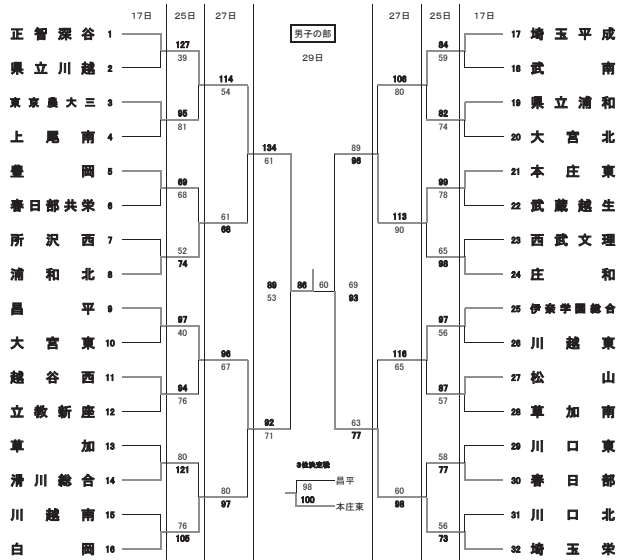 17日 25日 27日 男子の部 27日 25日 17日
29日
正智深谷 1
127
39
県立川越 2
114
54
東京農大三 3
95
81
上尾南 4
134
61
豊岡 5
69
68
春日部共栄 6
61
68
所沢西 7
52
74
浦和北 8
89
53
昌平 9
97
40
大宮東 10
96
67
越谷西 11
94
76
立教新座 12
92
71
草加 13
80
121
滑川総合 14
80
97
川越南 15
76
105
白岡 16
86 60
3位決定戦
98 昌平
100 本庄東
17 埼玉平成
84
59
18 武南
106
80
19 県立浦和
82
74
20 大宮北
89
96
21 本庄東
99
78
22 武蔵越生
113
90
23 西武文理
65
98
24 庄和
69
93
25 伊奈学園総合
97
56
26 川越東
116
65
27 松山
87
57
28 草加南
63
77
29 川口東
58
77
30 春日部
60
98
31 川口北
56
73
32 埼玉栄